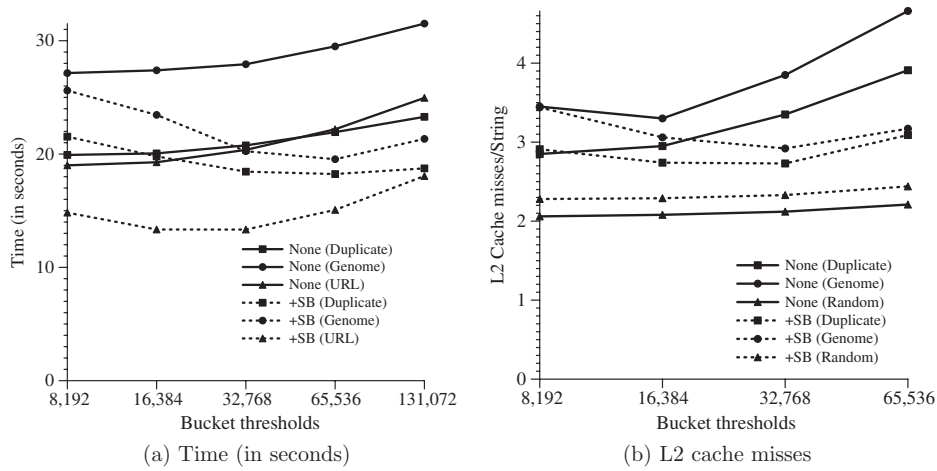 30
20
10
0
Time (in seconds)
8,192
16,384
32,768
65,536
131,072
Bucket thresholds
None (Duplicate)
None (Genome)
None (URL)
+SB (Duplicate)
+SB (Genome)
+SB (URL)
(a) Time (in seconds)
4
3
2
1
0
L2 Cache misses/String
8,192
16,384
32,768
65,536
Bucket thresholds
None (Duplicate)
None (Genome)
None (Random)
+SB (Duplicate)
+SB (Genome)
+SB (Random)
(b) L2 cache misses